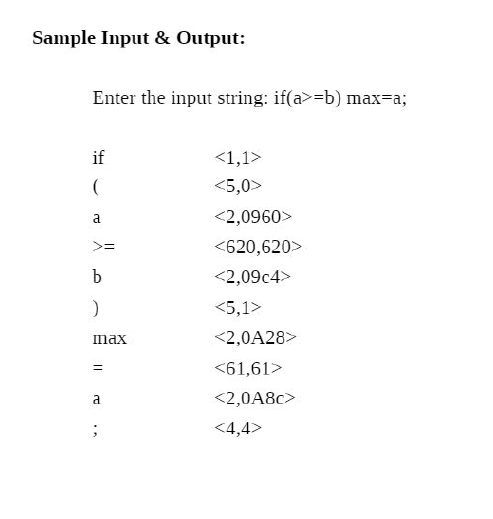 Sample Input & Output:
Enter the input string: if(a>=b) max=a;
if <1,1>
( <5,0>
a <2,0960>
>= <620,620>
b <2,09c4>
) <5,1>
max <2,0A28>
= <61,61>
a <2,0A8c>
; <4,4>